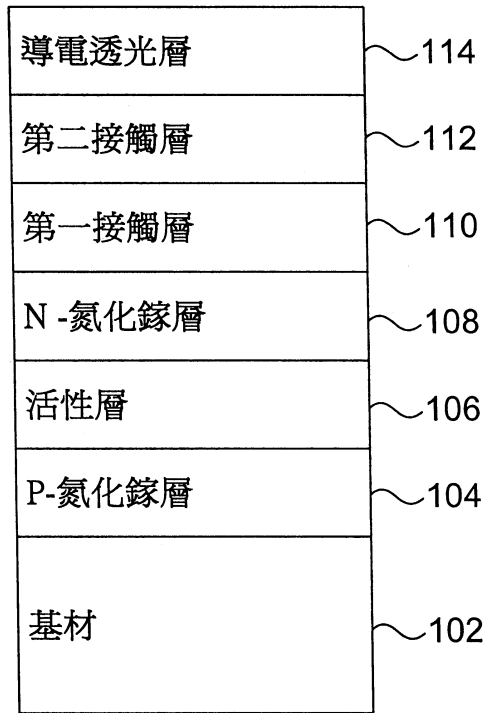 導電透光層 114
第二接觸層 112
第一接觸層 110
N -氮化鎵層 108
活性層 106
P-氮化鎵層 104
基材 102